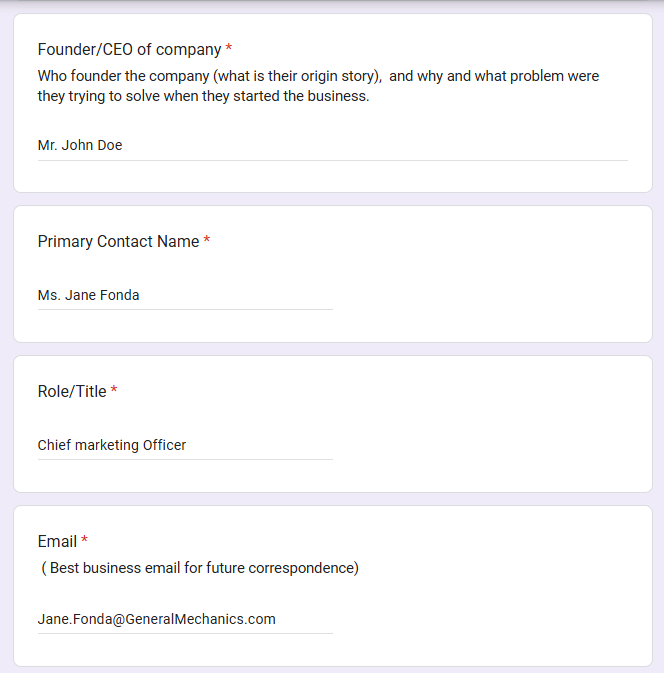 Founder/CEO of company *
Who founder the company (what is their origin story),  and why and what problem were
they trying to solve when they started the business.
Mr. John Doe
Primary Contact Name *
Ms. Jane Fonda
Role/Title *
Chief marketing Officer
Email *
( Best business email for future correspondence)
Jane.Fonda@GeneralMechanics.com